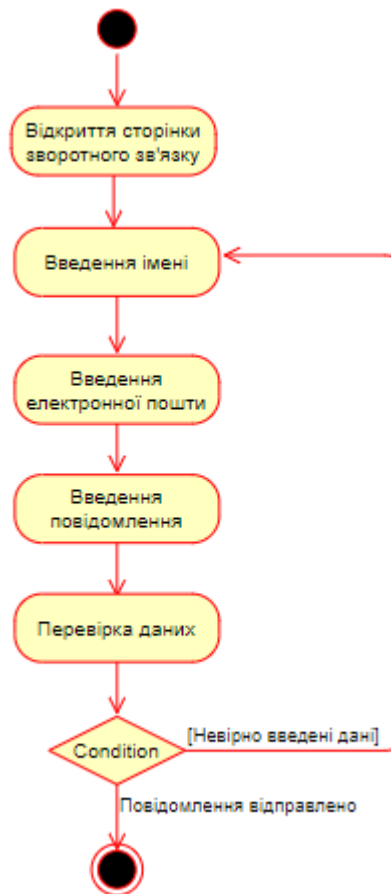 Відкриття сторінки
зворотного зв'язку
Введення імені
Введення
електронної пошти
Введення
повідомлення
Перевірка даних
Condition
[Невірно введені дані]
Повідомлення відправлено